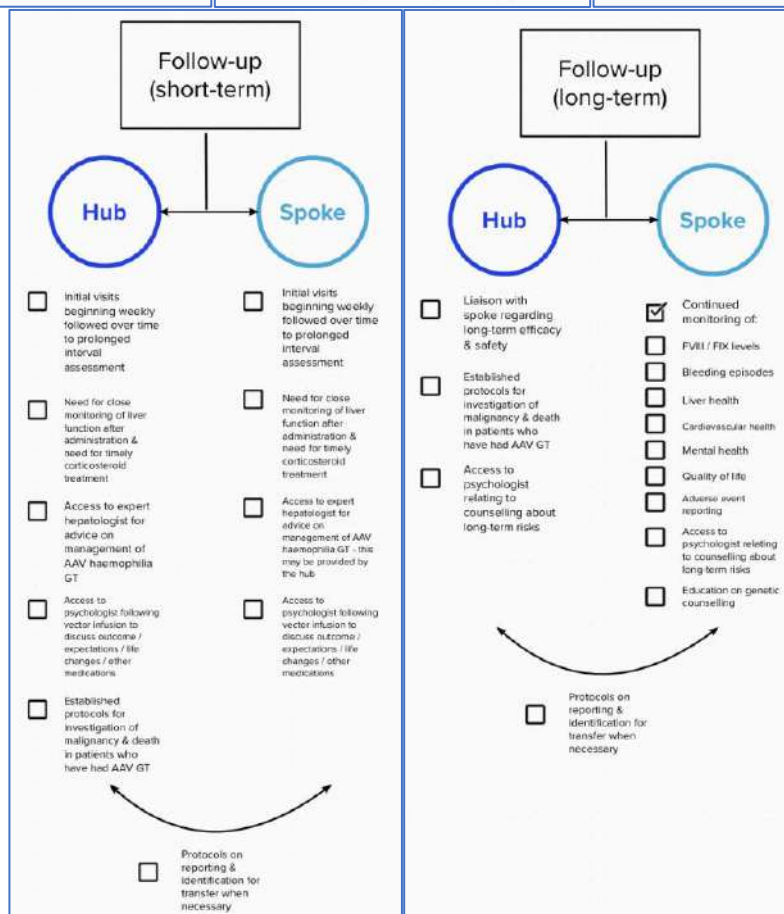 Follow-up
(short-term)
Hub
Spoke
Initial visits
beginning weekly
followed over time
to prolonged
interval
assessment
Need for close
monitoring of liver
function after
administration &
need for timely
corticosteroid
treatment
Access to expert
hepatologist for
advice on
management of
AAV haemophilia
GT
Access to
psychologist following
vector infusion to
discuss outcome /
expectations / life
changes / other
medications
Established
protocols for
investigation of
malignancy & death
in patients who
have had AAV GT
Initial visits
beginning weekly
followed over time
to prolonged
interval
assessment
Need for close
monitoring of liver
function after
administration &
need for timely
corticosteroid
treatment
Access to expert
hepatologist for
advice on
management of AAV
haemophilia GT - this
may be provided by
the hub
Access to
psychologist following
vector infusion to
discuss outcome /
expectations / life
changes / other
medications
Protocols on
reporting &
identification for
transfer when
necessary
Follow-up
(long-term)
Hub
Spoke
Liaison with
spoke regarding
long-term efficacy
& safety
Established
protocols for
investigation of
malignancy & death
in patients who
have had AAV GT
Access to
psychologist
relating to
counselling about
long-term risks
Continued
monitoring of:
FVIII / FIX levels
Bleeding episodes
Liver health
Cardiovascular health
Mental health
Quality of life
Adverse event
reporting
Access to
psychologist relating
to counselling about
long-term risks
Education on genetic
counselling
Protocols on
reporting &
identification for
transfer when
necessary